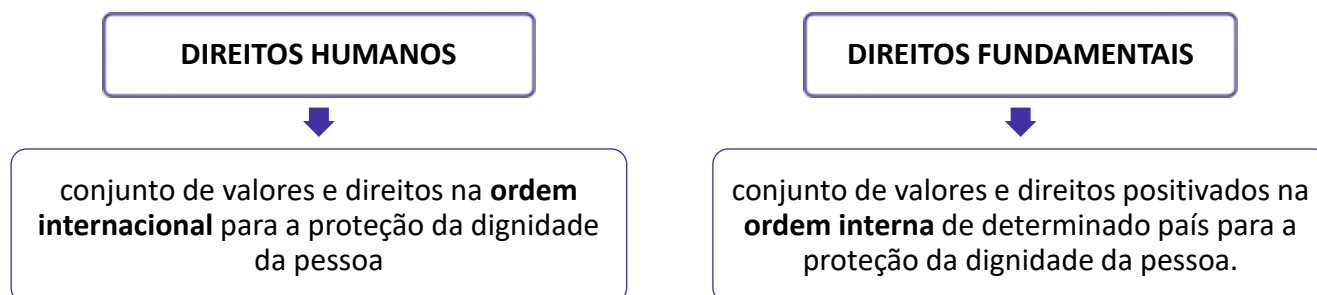 DIREITOS HUMANOS
conjunto de valores e direitos na ordem
internacional para a proteção da dignidade
da pessoa
DIREITOS FUNDAMENTAIS
conjunto de valores e direitos positivados na
ordem interna de determinado país para a
proteção da dignidade da pessoa.